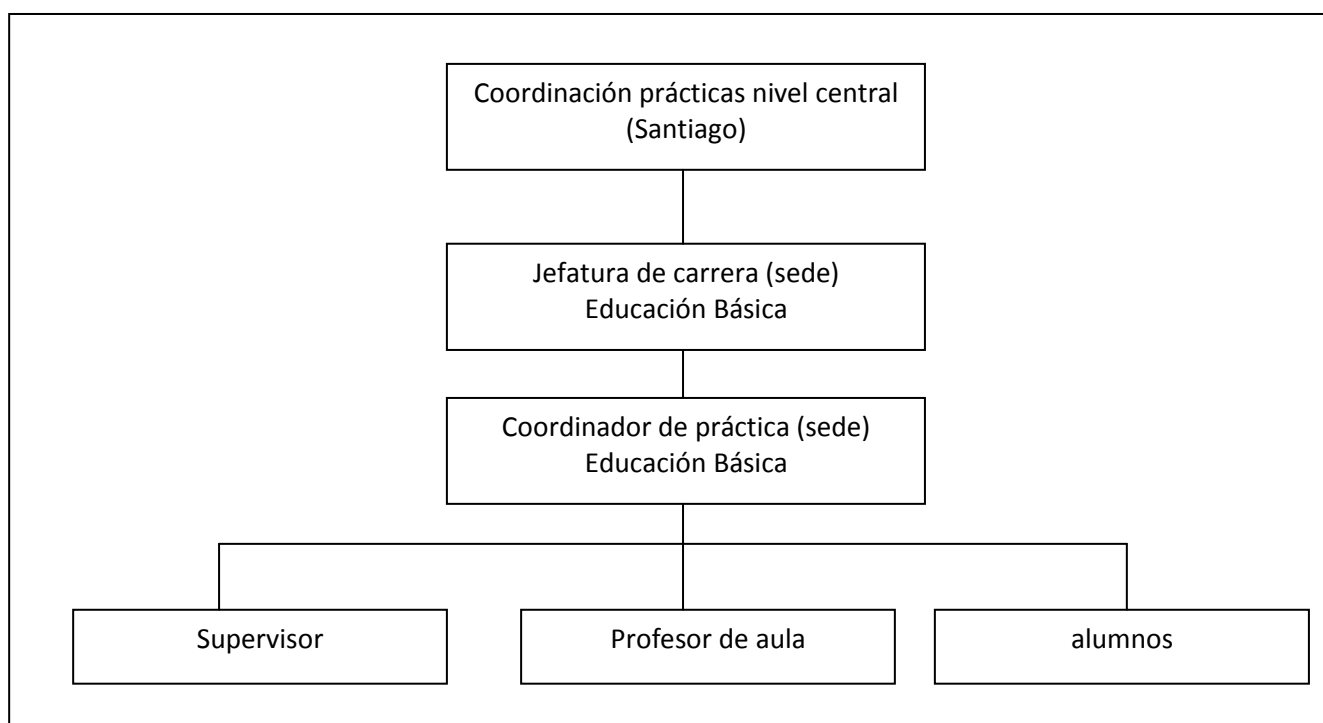 Coordinación prácticas nivel central
(Santiago)
Jefatura de carrera (sede)
Educación Básica
Coordinador de práctica (sede)
Educación Básica
Supervisor
Profesor de aula
alumnos